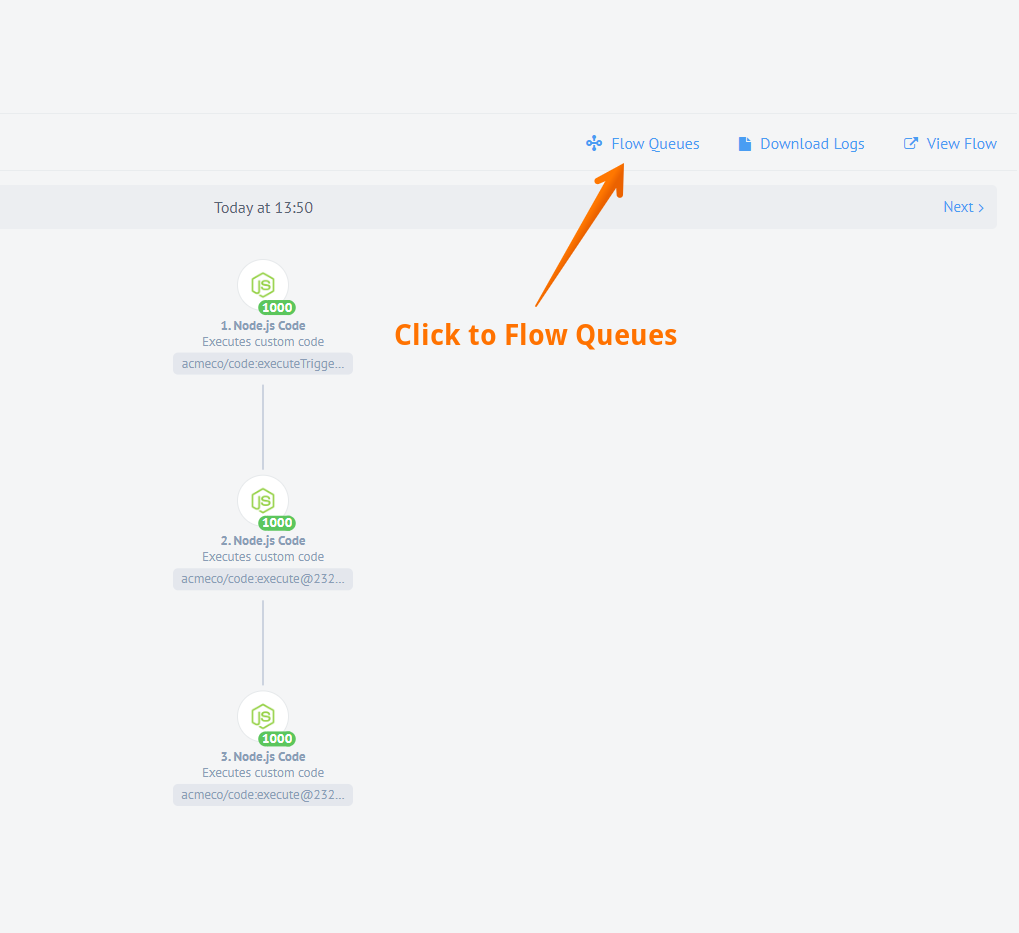 Flow Queues Download Logs View Flow
Today at 13:50 Next
JS
1000
1. Node.js Code
Executes custom code
acmeco/code:executeTrigge...
Click to Flow Queues
JS
1000
2. Node.js Code
Executes custom code
acmeco/code:execute@232...
JS
1000
3. Node.js Code
Executes custom code
acmeco/code:execute@232...